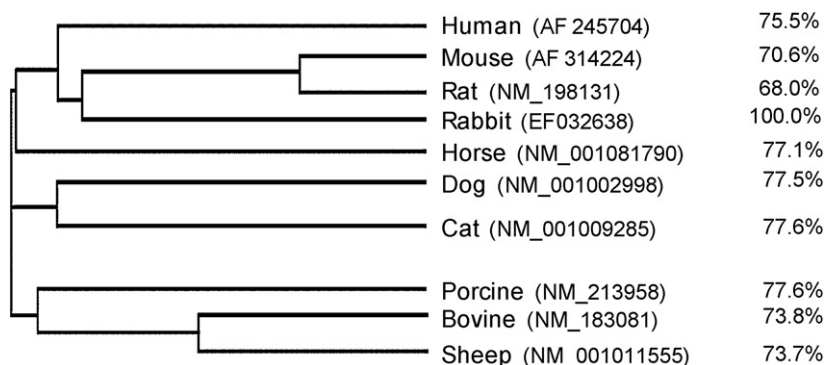 Human (AF 245704) 75.5%
Mouse (AF 314224) 70.6%
Rat (NM_198131) 68.0%
Rabbit (EF032638) 100.0%
Horse (NM_001081790) 77.1%
Dog (NM_001002998) 77.5%
Cat (NM_001009285) 77.6%
Porcine (NM_213958) 77.6%
Bovine (NM_183081) 73.8%
Sheep (NM 001011555) 73.7%